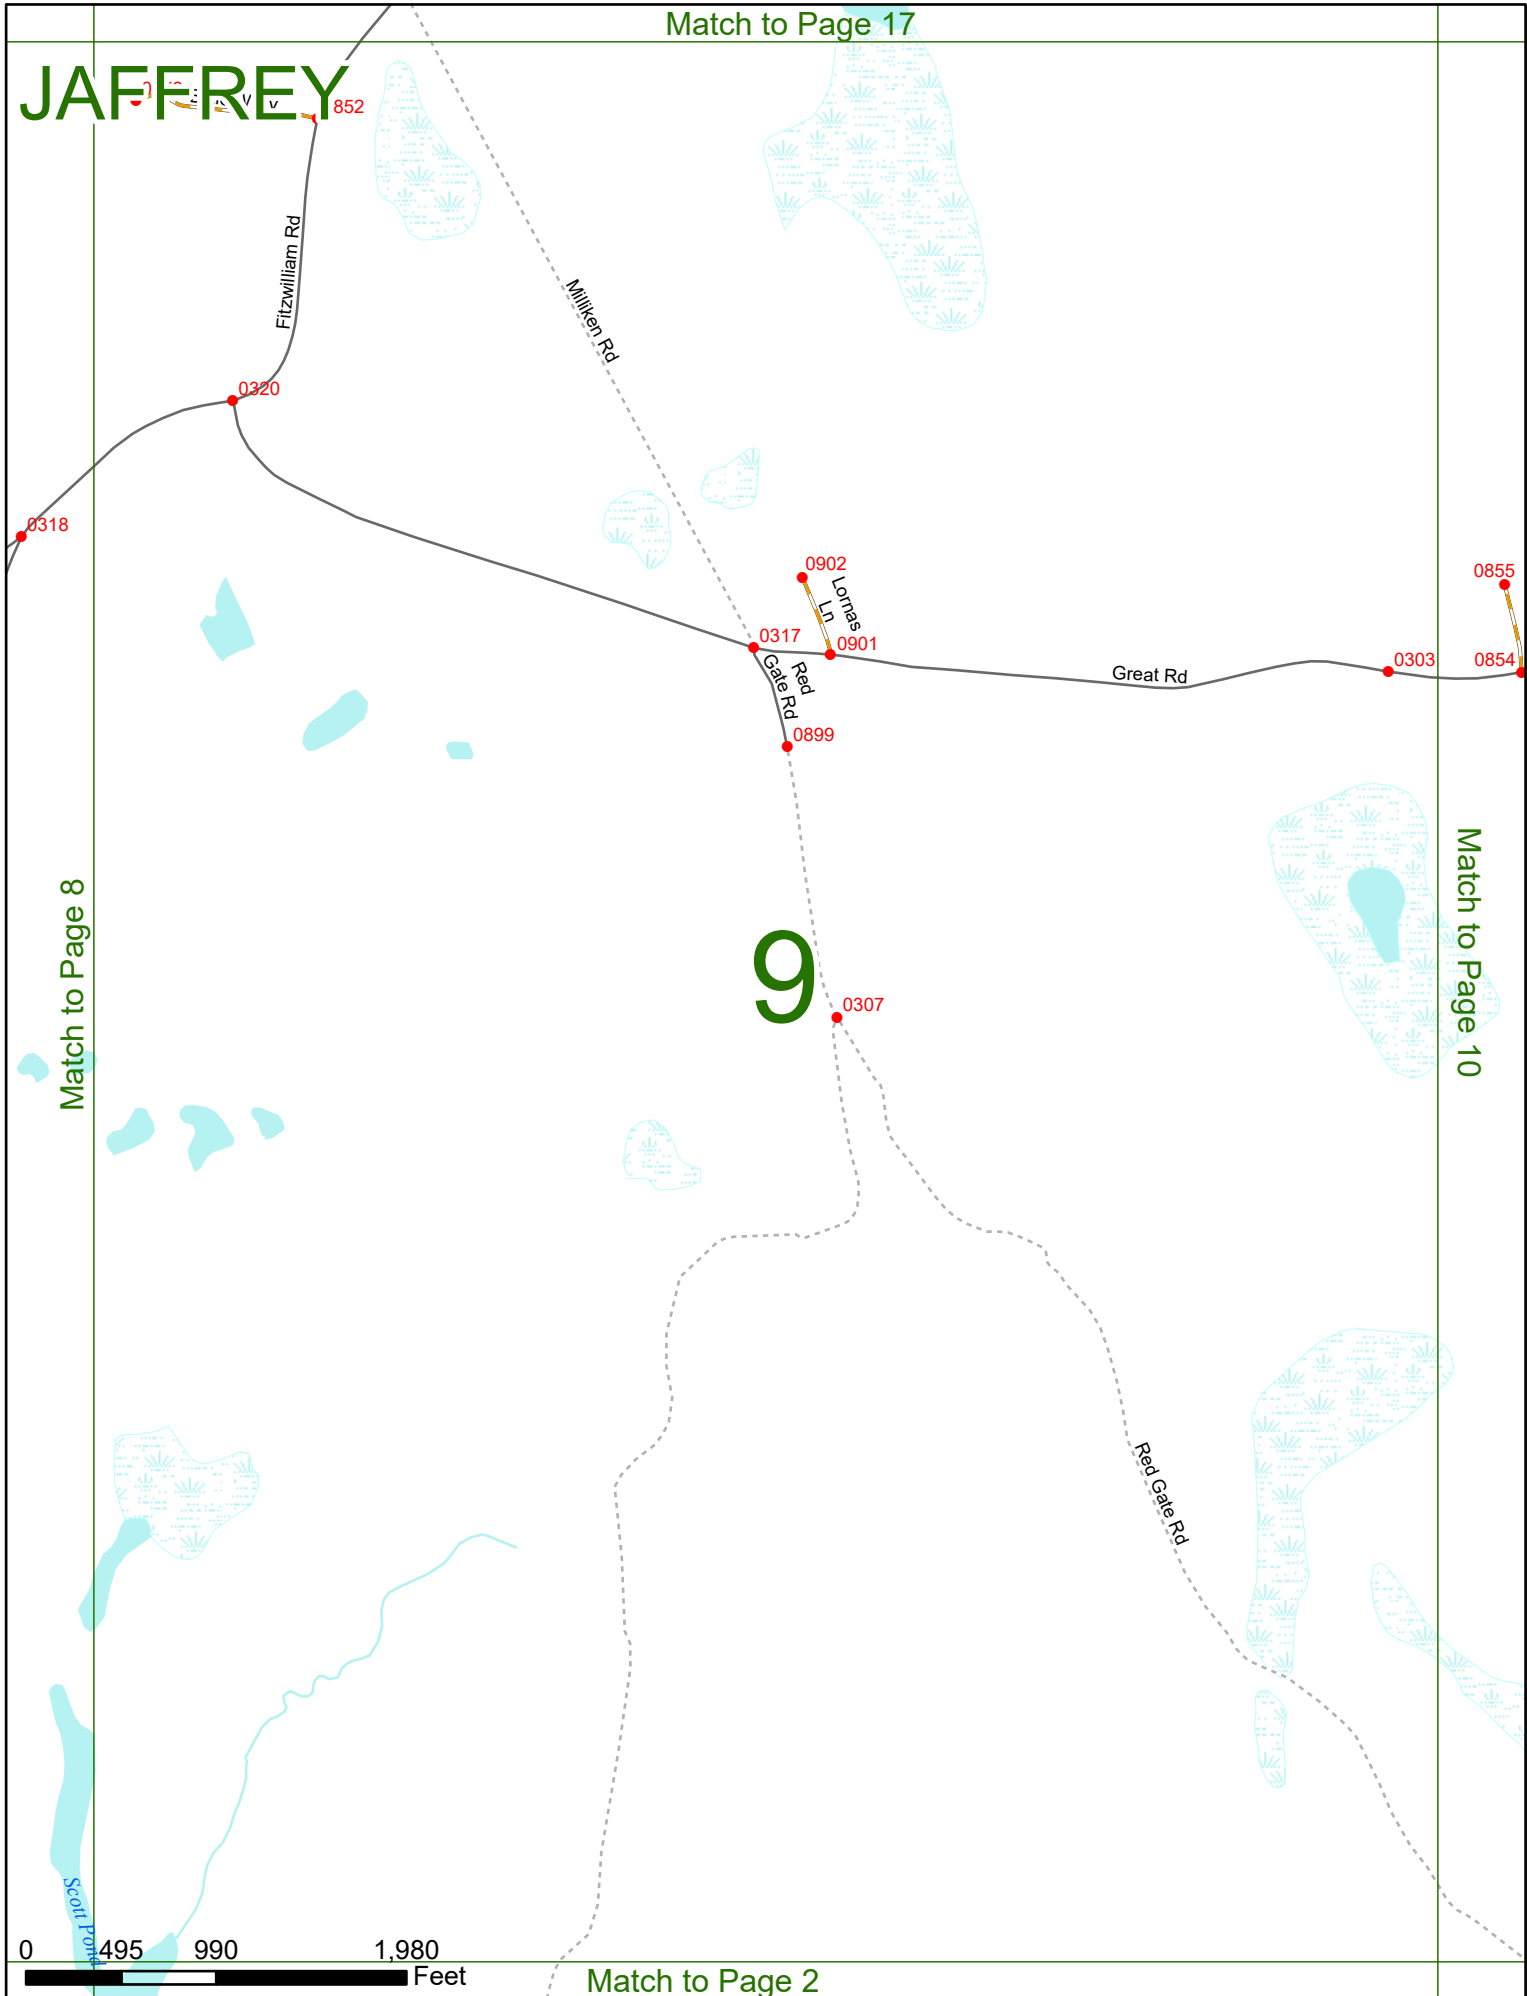 Match to Page 17
JAFFREY
852
Fitzwilliam Rd
Milliken Rd
0320
0318
0902
Lornas
Ln
0855
0317
0901
Red
Gate Rd
Great Rd
0303
0854
0899
Match to Page 8
Match to Page 10
9
0307
Red Gate Rd
Scott Pond
0 495 990 1,980
Feet
Match to Page 2